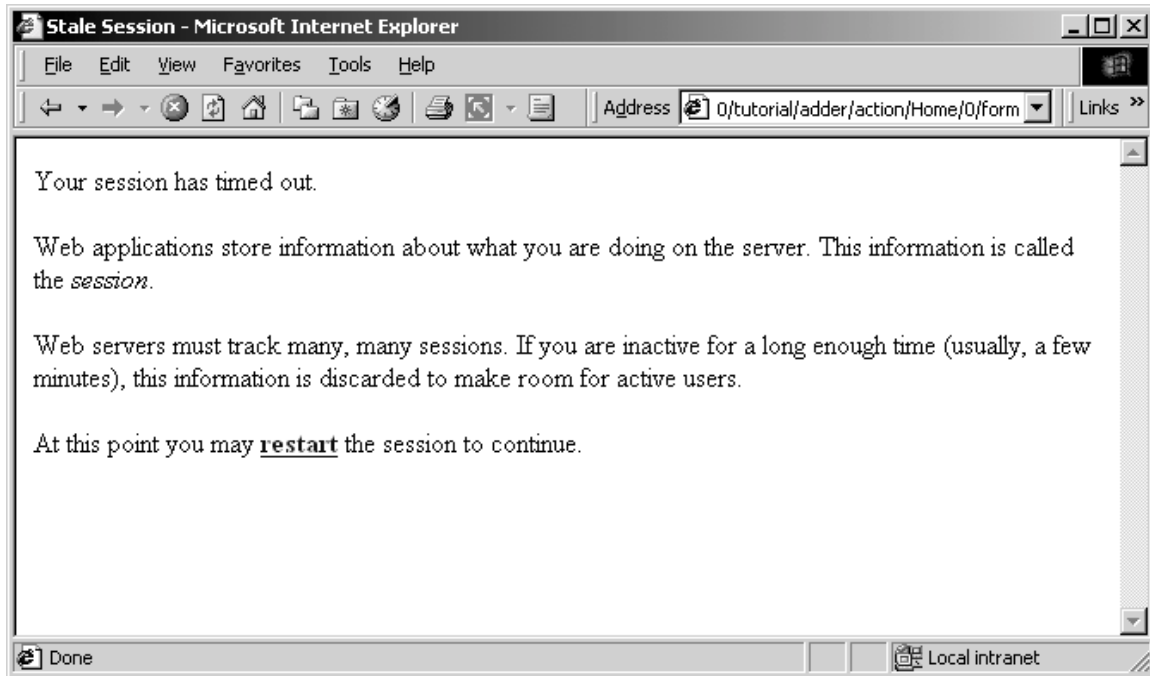 Stale Session - Microsoft Internet Explorer
File Edit View Favorites Tools Help
Address 0/tutorial/adder/action/Home/0/form Links »
Your session has timed out.
Web applications store information about what you are doing on the server. This information is called
the session.
Web servers must track many, many sessions. If you are inactive for a long enough time (usually, a few
minutes), this information is discarded to make room for active users.
At this point you may restart the session to continue.
Done Local intranet